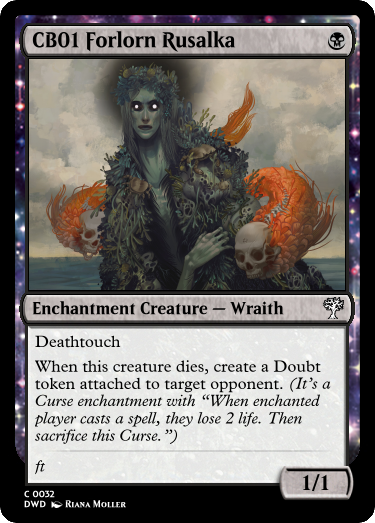 CB01 Forlorn Rusalka
Enchantment Creature — Wraith
Deathtouch
When this creature dies, create a Doubt
token attached to target opponent. (It's a
Curse enchantment with “When enchanted
player casts a spell, they lose 2 life. Then
sacrifice this Curse.”)
ft
1/1
C 0032
DWD Riana Moller